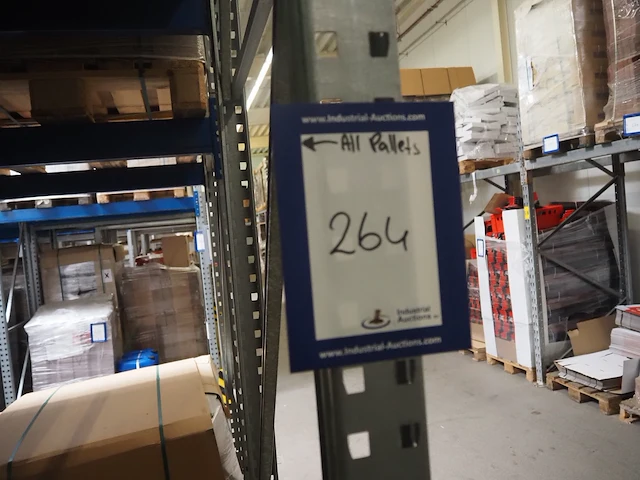 www.Industrial-Auctions.com
← All Pallets
264
Industrial
Auctions
www.Industrial-Auctions.com